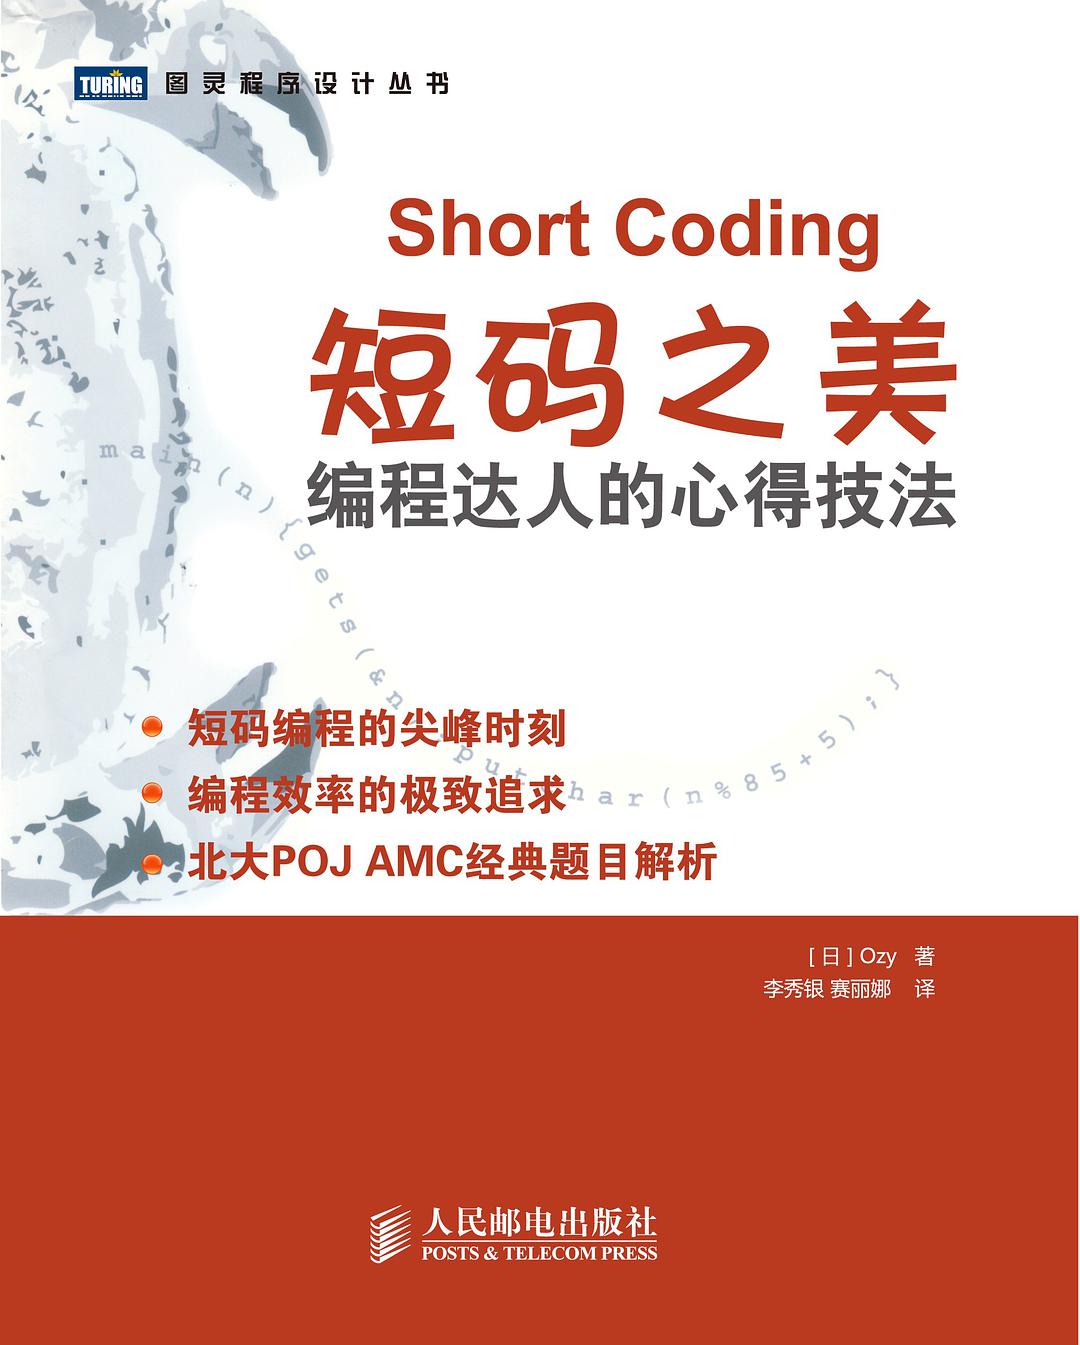 TURING 图灵程序设计丛书
Short Coding
短码之美
编程达人的心得技法
main(n){gets(&n putchar(n%85+5);}
短码编程的尖峰时刻
编程效率的极致追求
北大POJ AMC经典题目解析
[日] Ozy 著
李秀银 赛丽娜 译
人民邮电出版社
POSTS & TELECOM PRESS